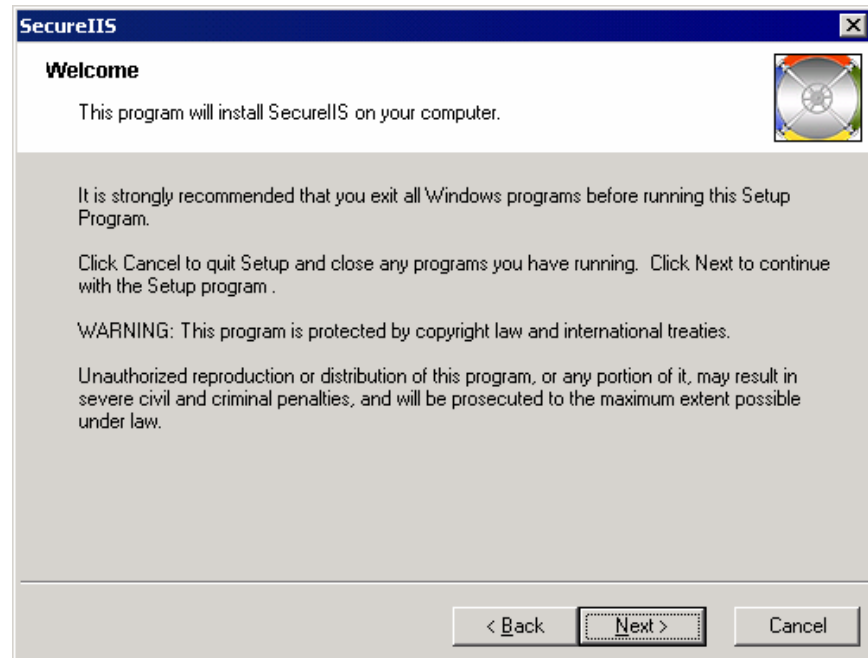 SecureIIS
Welcome
This program will install SecureIIS on your computer.
It is strongly recommended that you exit all Windows programs before running this Setup
Program.
Click Cancel to quit Setup and close any programs you have running.  Click Next to continue
with the Setup program .
WARNING: This program is protected by copyright law and international treaties.
Unauthorized reproduction or distribution of this program, or any portion of it, may result in
severe civil and criminal penalties, and will be prosecuted to the maximum extent possible
under law.
< Back Next > Cancel